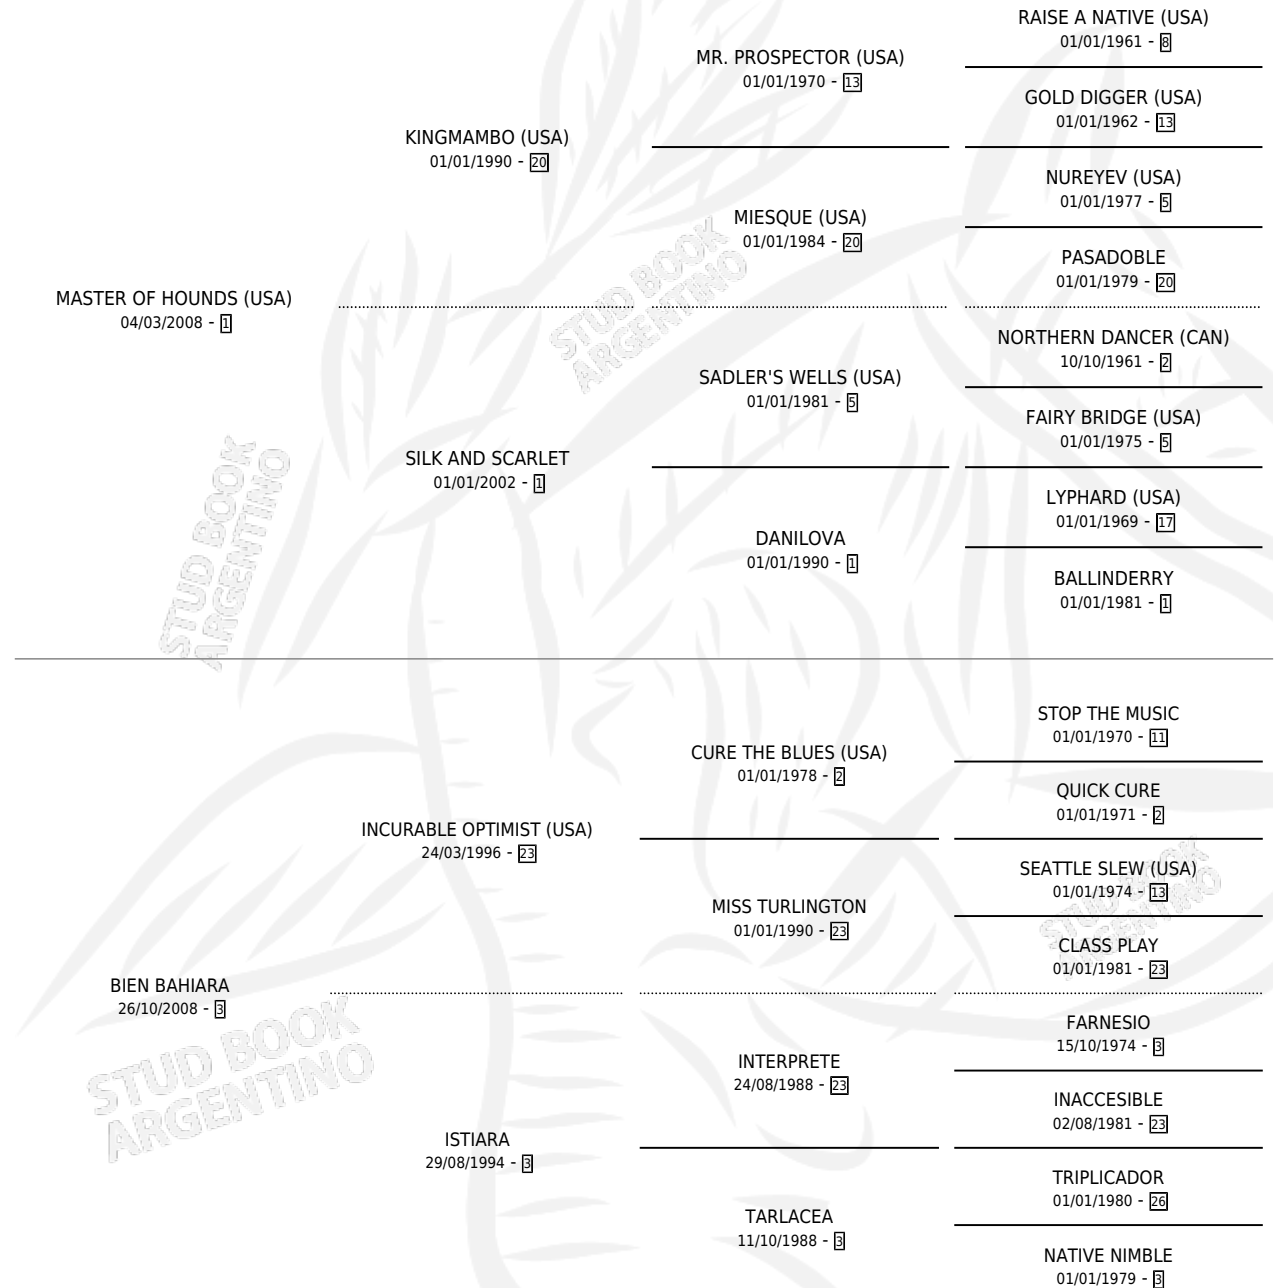 RAISE A NATIVE (USA)
01/01/1961 - 8
MR. PROSPECTOR (USA)
01/01/1970 - 13
GOLD DIGGER (USA)
01/01/1962 - 13
KINGMAMBO (USA)
01/01/1990 - 20
NUREYEV (USA)
01/01/1977 - 5
MIESQUE (USA)
01/01/1984 - 20
PASADOBLE
01/01/1979 - 20
MASTER OF HOUNDS (USA)
04/03/2008 - 1
NORTHERN DANCER (CAN)
10/10/1961 - 2
SADLER'S WELLS (USA)
01/01/1981 - 5
FAIRY BRIDGE (USA)
01/01/1975 - 5
SILK AND SCARLET
01/01/2002 - 1
LYPHARD (USA)
01/01/1969 - 17
DANILOVA
01/01/1990 - 1
BALLINDERRY
01/01/1981 - 1
STUD BOOK
ARGENTINO
STUD BOOK
ARGENTINO
STOP THE MUSIC
01/01/1970 - 11
CURE THE BLUES (USA)
01/01/1978 - 2
QUICK CURE
01/01/1971 - 2
INCURABLE OPTIMIST (USA)
24/03/1996 - 23
SEATTLE SLEW (USA)
01/01/1974 - 13
MISS TURLINGTON
01/01/1990 - 23
CLASS PLAY
01/01/1981 - 23
BIEN BAHIARA
26/10/2008 - 3
FARNESIO
15/10/1974 - 3
INTERPRETE
24/08/1988 - 23
INACCESIBLE
02/08/1981 - 23
ISTIARA
29/08/1994 - 3
TRIPLICADOR
01/01/1980 - 26
TARLACEA
11/10/1988 - 3
NATIVE NIMBLE
01/01/1979 - 3
STUD BOOK
ARGENTINO
STUD BOOK
ARGENTINO